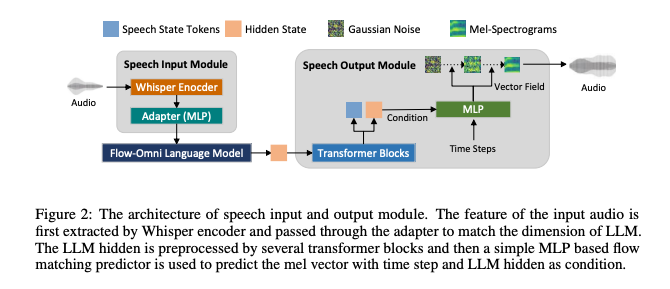 Speech State Tokens
Hidden State
Gaussian Noise
Mel-Spectrograms
Speech Input Module
Speech Output Module
Whisper Enocder
Audio
Adapter (MLP)
Vector Field
Audio
MLP
Condition
Flow-Omni Language Model
Transformer Blocks
Time Steps
Figure 2: The architecture of speech input and output module. The feature of the input audio is
first extracted by Whisper encoder and passed through the adapter to match the dimension of LLM.
The LLM hidden is preprocessed by several transformer blocks and then a simple MLP based flow
matching predictor is used to predict the mel vector with time step and LLM hidden as condition.